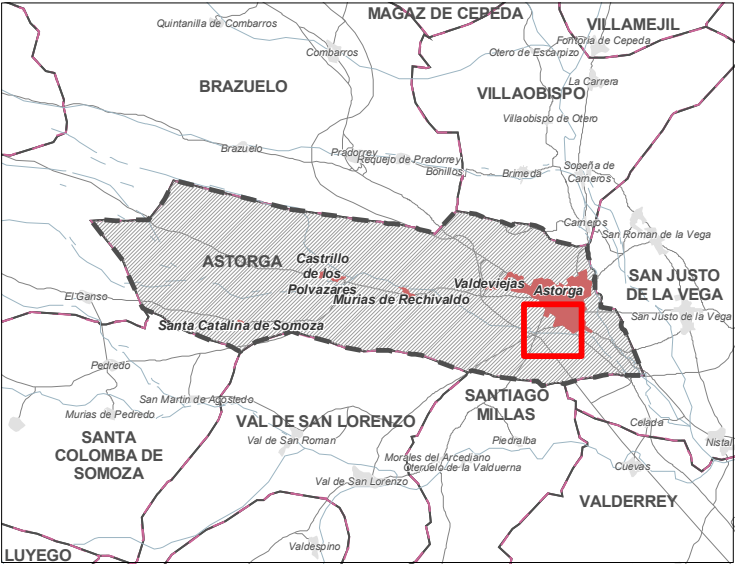 MAGAZ DE CEPEDA
Quintanilla de Combarros
VILLAMEJIL
Fontoria de Cepeda
Combarros
Otero de Escarpizo
La Carrera
BRAZUELO
VILLAOBISPO
Villaobispo de Otero
Brazuelo
Pradorrey
Requejo de Pradorrey
Bonillos
Brimeda
Sopeña de
Carneros
Carneros
San Roman de la Vega
ASTORGA
Castrillo
de los
Polvazares
Valdeviejas
Astorga
SAN JUSTO
DE LA VEGA
El Ganso
Murias de Rechivaldo
San Justo de la Vega
Santa Catalina de Somoza
Pedredo
San Martin de Agostedo
SANTIAGO
MILLAS
Murias de Pedredo
VAL DE SAN LORENZO
Celada
SANTA
COLOMBA DE
SOMOZA
Val de San Roman
Piedralba
Nistal
Morales del Arcediano
Oteruelo de la Valduerna
Cuevas
Val de San Lorenzo
VALDERREY
Valdespino
LUYEGO